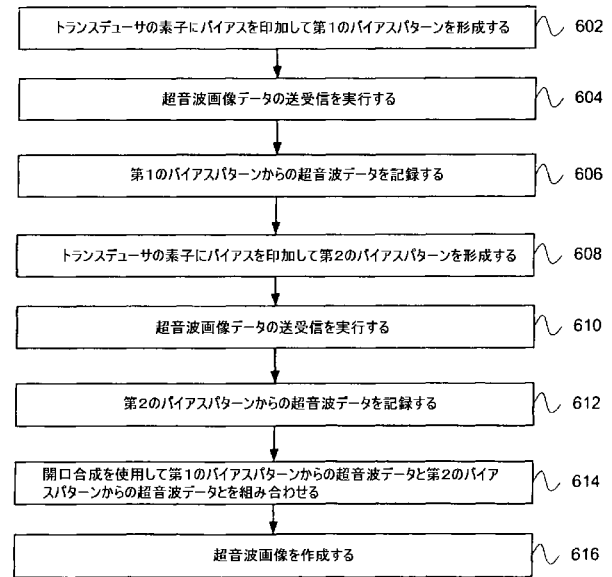 トランスデューサの素子にバイアスを印加して第1のバイアスパターンを形成する 602
超音波画像データの送受信を実行する 604
第1のバイアスパターンからの超音波データを記録する 606
トランスデューサの素子にバイアスを印加して第2のバイアスパターンを形成する 608
超音波画像データの送受信を実行する 610
第2のバイアスパターンからの超音波データを記録する 612
開口合成を使用して第1のバイアスパターンからの超音波データと第2のバイア
スパターンからの超音波データとを組み合わせる 614
超音波画像を作成する 616